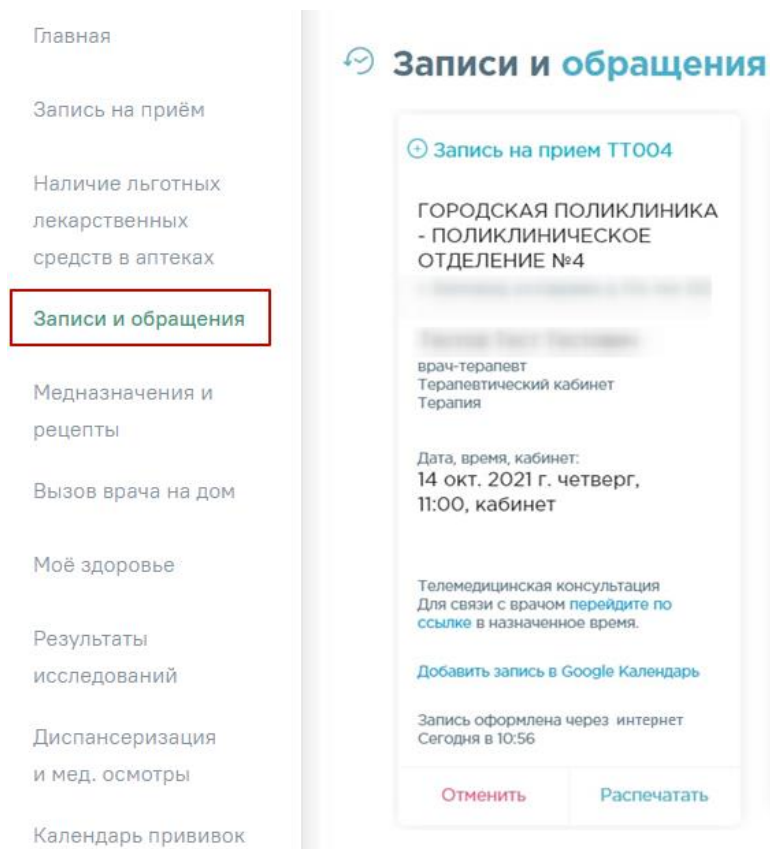 Главная
Запись на приём
Наличие льготных
лекарственных
средств в аптеках
Записи и обращения
Медназначения и
рецепты
Вызов врача на дом
Моё здоровье
Результаты
исследований
Диспансеризация
и мед. осмотры
Календарь прививок
Записи и обращения
Запись на прием ТТ004
ГОРОДСКАЯ ПОЛИКЛИНИКА
- ПОЛИКЛИНИЧЕСКОЕ
ОТДЕЛЕНИЕ №4
врач-терапевт
Терапевтический кабинет
Терапия
Дата, время, кабинет:
14 окт. 2021 г. четверг,
11:00, кабинет
Телемедицинская консультация
Для связи с врачом перейдите по
ссылке в назначенное время.
Добавить запись в Google Календарь
Запись оформлена через интернет
Сегодня в 10:56
Отменить
Распечатать